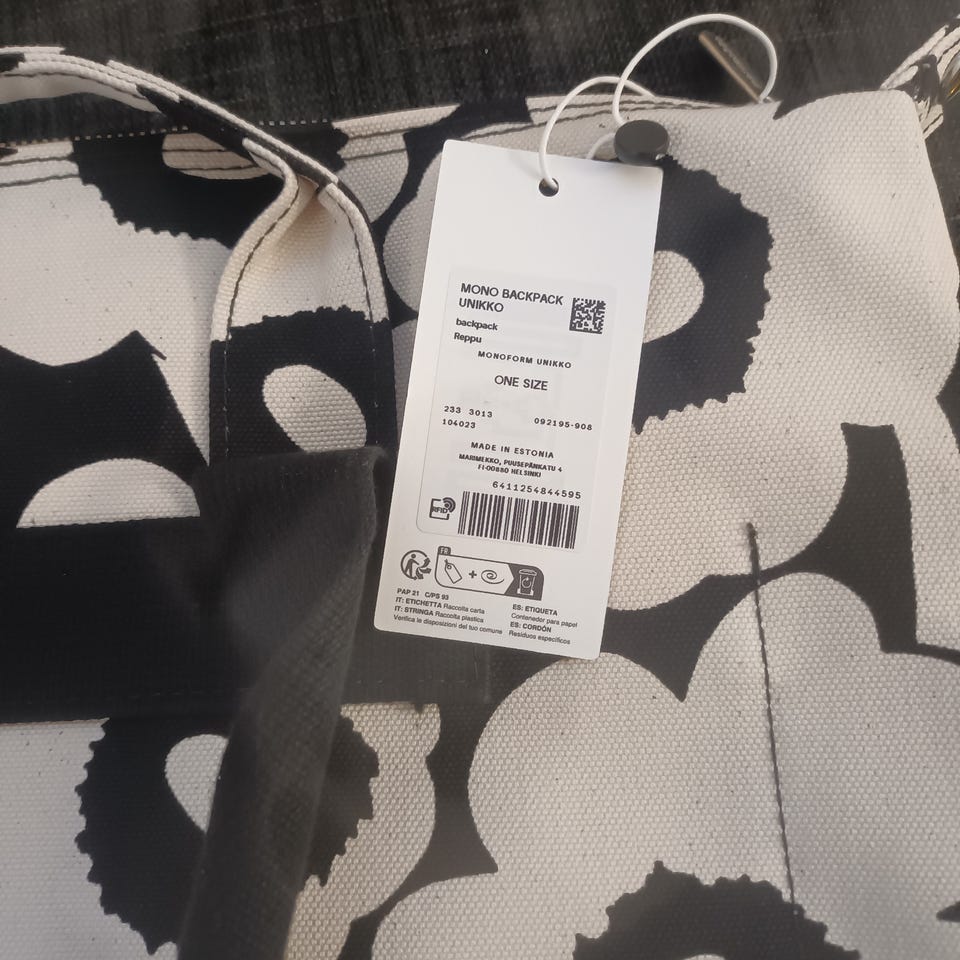 MONO BACKPACK
UNIKKO
backpack
Reppu
MONOFORM UNIKKO
ONE SIZE
233 3013 092195-908
104023
MADE IN ESTONIA
MARIMEKKO, PUUSEPÄNKATU 4
FI-00880 HELSINKI
6411254844595
RFID
FR
PAP 21 C/PS 93
IT: ETICHETTA Raccolta carta
IT: STRINGA Raccolta plastica
Verifica le disposizioni del tuo comune
ES: ETIQUETA
Contenedor para papel
ES: CORDÓN
Residuos específicos